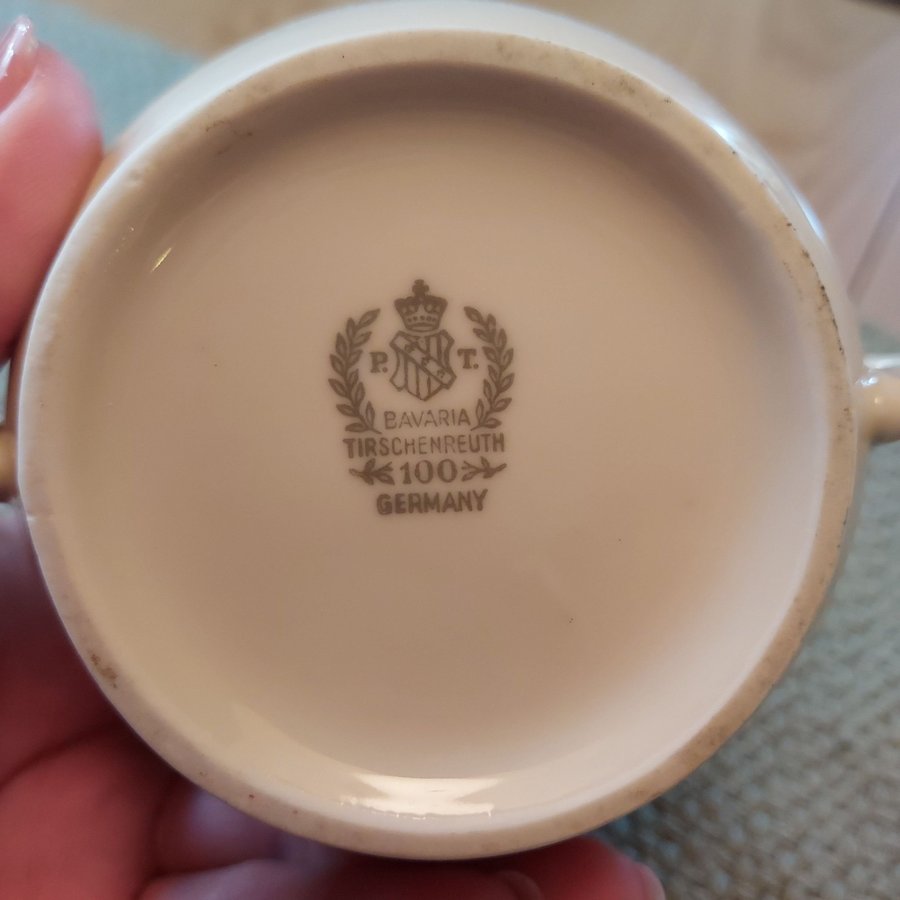 P. T.
BAVARIA
TIRSCHENREUTH
100
GERMANY